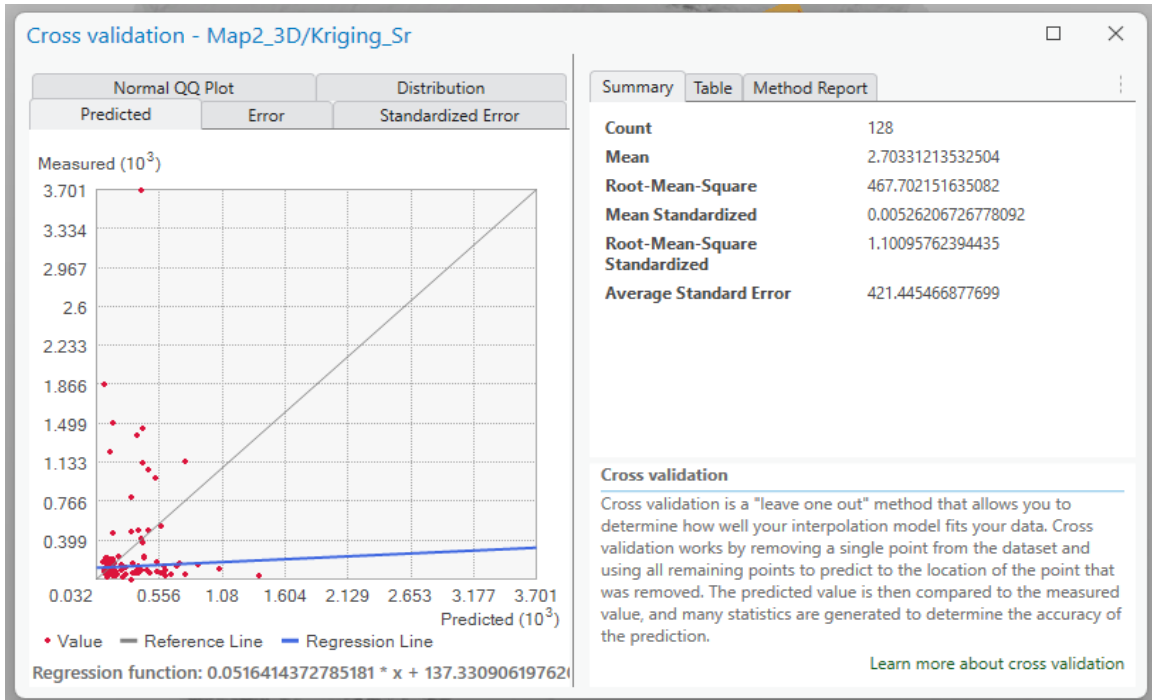 Cross validation - Map2_3D/Kriging_Sr
Normal QQ Plot
Distribution
Predicted
Error
Standardized Error
Measured (10³)
3.701
3.334
2.967
2.6
2.233
1.866
1.499
1.133
0.766
0.399
0.032 0.556 1.08 1.604 2.129 2.653 3.177 3.701
Predicted (10³)
Value Reference Line Regression Line
Regression function: 0.0516414372785181 * x + 137.33090619762
Summary Table Method Report
Count 128
Mean 2.70331213532504
Root-Mean-Square 467.702151635082
Mean Standardized 0.00526206726778092
Root-Mean-Square 1.10095762394435
Standardized
Average Standard Error 421.445466877699
Cross validation
Cross validation is a "leave one out" method that allows you to
determine how well your interpolation model fits your data. Cross
validation works by removing a single point from the dataset and
using all remaining points to predict to the location of the point that
was removed. The predicted value is then compared to the measured
value, and many statistics are generated to determine the accuracy of
the prediction.
Learn more about cross validation